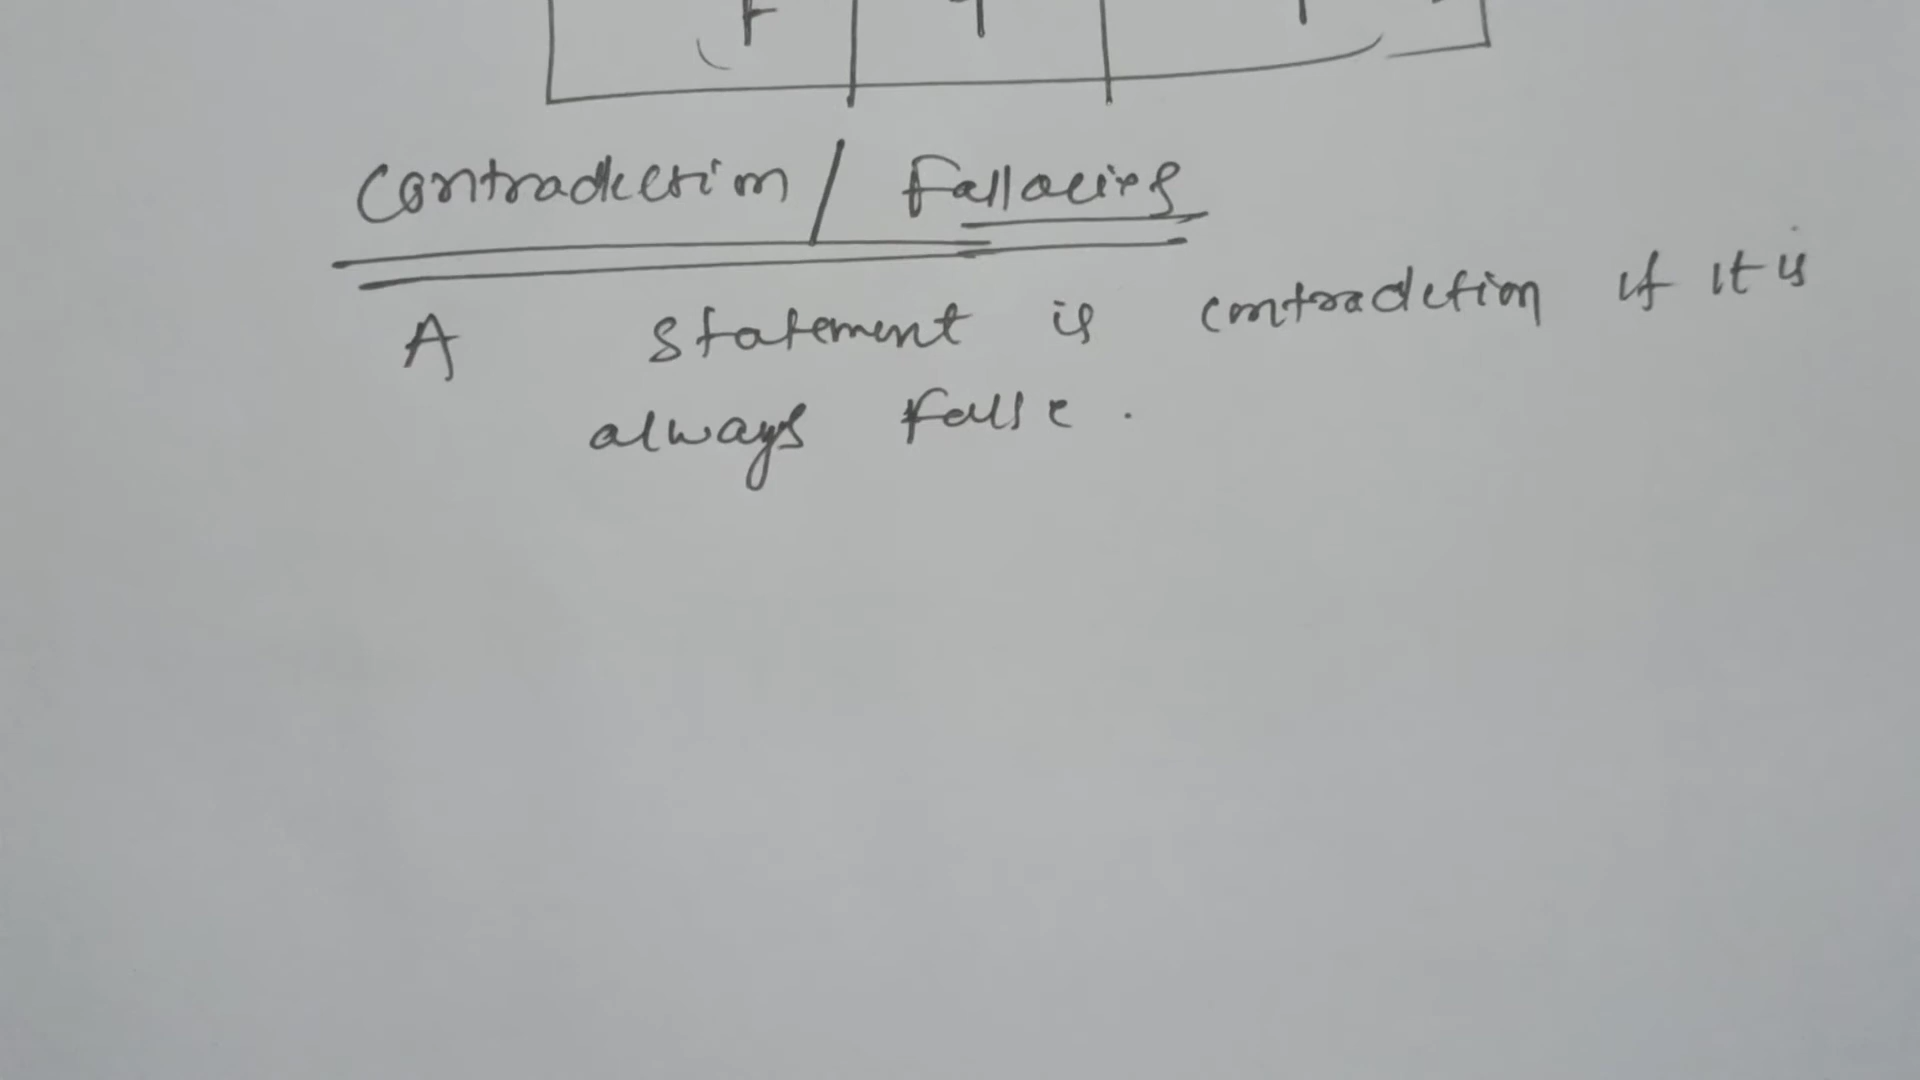 Contradiction / Fallacies
A statement is contradiction if it is
always false.